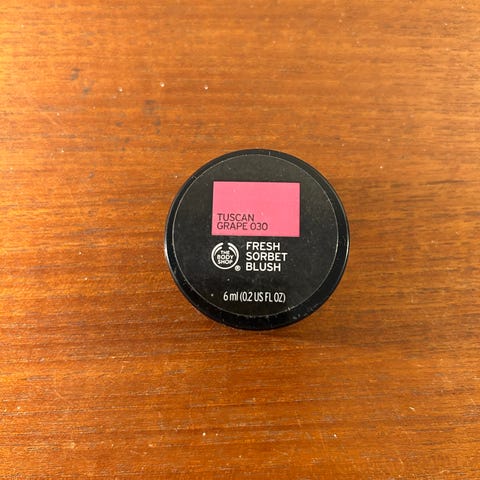 TUSCAN
GRAPE 030
THE
BODY
SHOP
®
FRESH
SORBET
BLUSH
6 ml (0.2 US FL OZ)